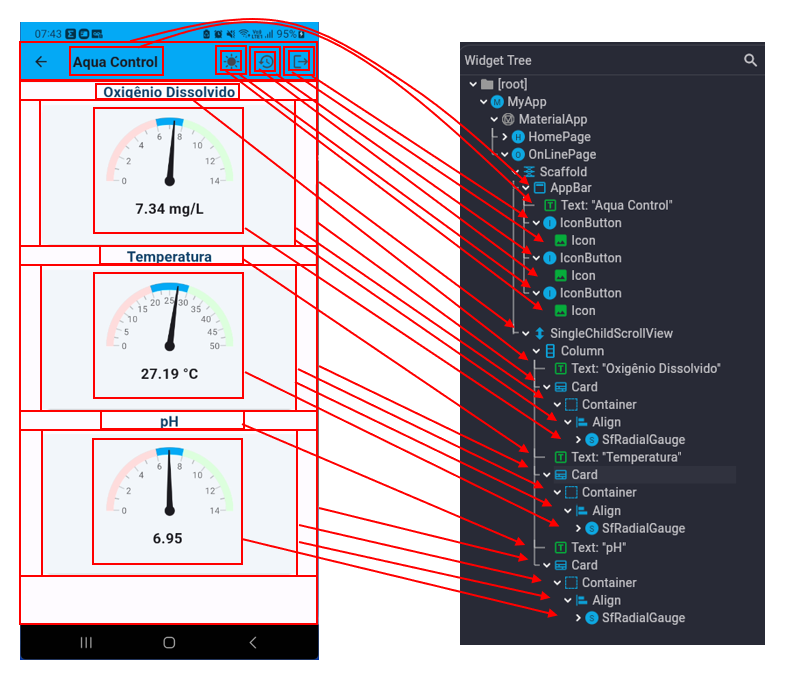 07:43
95%
Aqua Control
Oxigênio Dissolvido
0 2 4 6 8 10 12 14
7.34 mg/L
Temperatura
0 5 10 15 20 25 30 35 40 45 50
27.19 °C
pH
0 2 4 6 8 10 12 14
6.95
Widget Tree
[root]
MyApp
MaterialApp
HomePage
OnLinePage
Scaffold
AppBar
Text: "Aqua Control"
IconButton
Icon
IconButton
Icon
IconButton
Icon
SingleChildScrollView
Column
Text: "Oxigênio Dissolvido"
Card
Container
Align
SfRadialGauge
Text: "Temperatura"
Card
Container
Align
SfRadialGauge
Text: "pH"
Card
Container
Align
SfRadialGauge